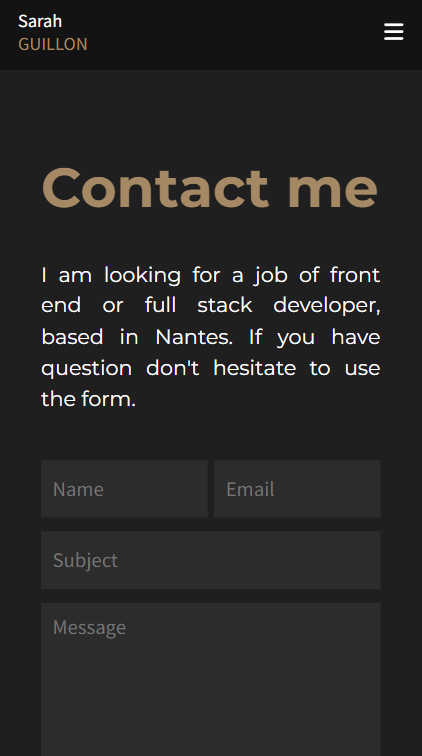 Sarah
GUILLON
Contact me
I am looking for a job of front
end or full stack developer,
based in Nantes. If you have
question don't hesitate to use
the form.
Name Email
Subject
Message